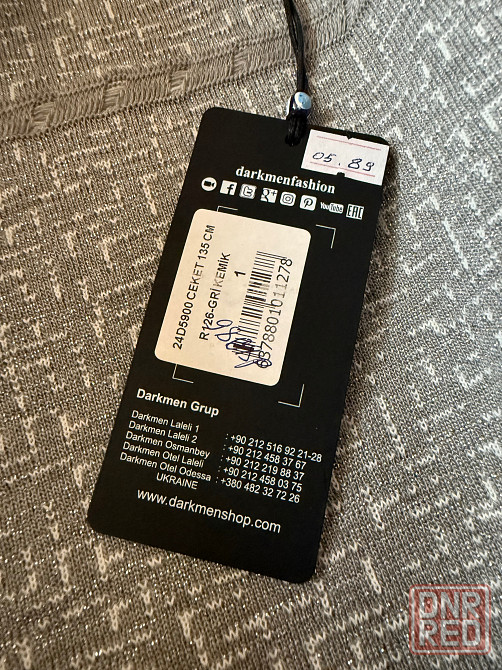 05.89
darkmenfashion
YouTube EAC
24D5900 CEKET 135 CM
R126-GRİ KEMİK
1
8378801011278
Darkmen Grup
Darkmen Laleli 1 : +90 212 516 92 21-28
Darkmen Laleli 2 : +90 212 458 37 67
Darkmen Osmanbey : +90 212 219 88 37
Darkmen Otel Laleli : +90 212 458 03 75
Darkmen Otel Odessa : +380 482 32 72 26
UKRAINE
www.darkmenshop.com
DNR
RED